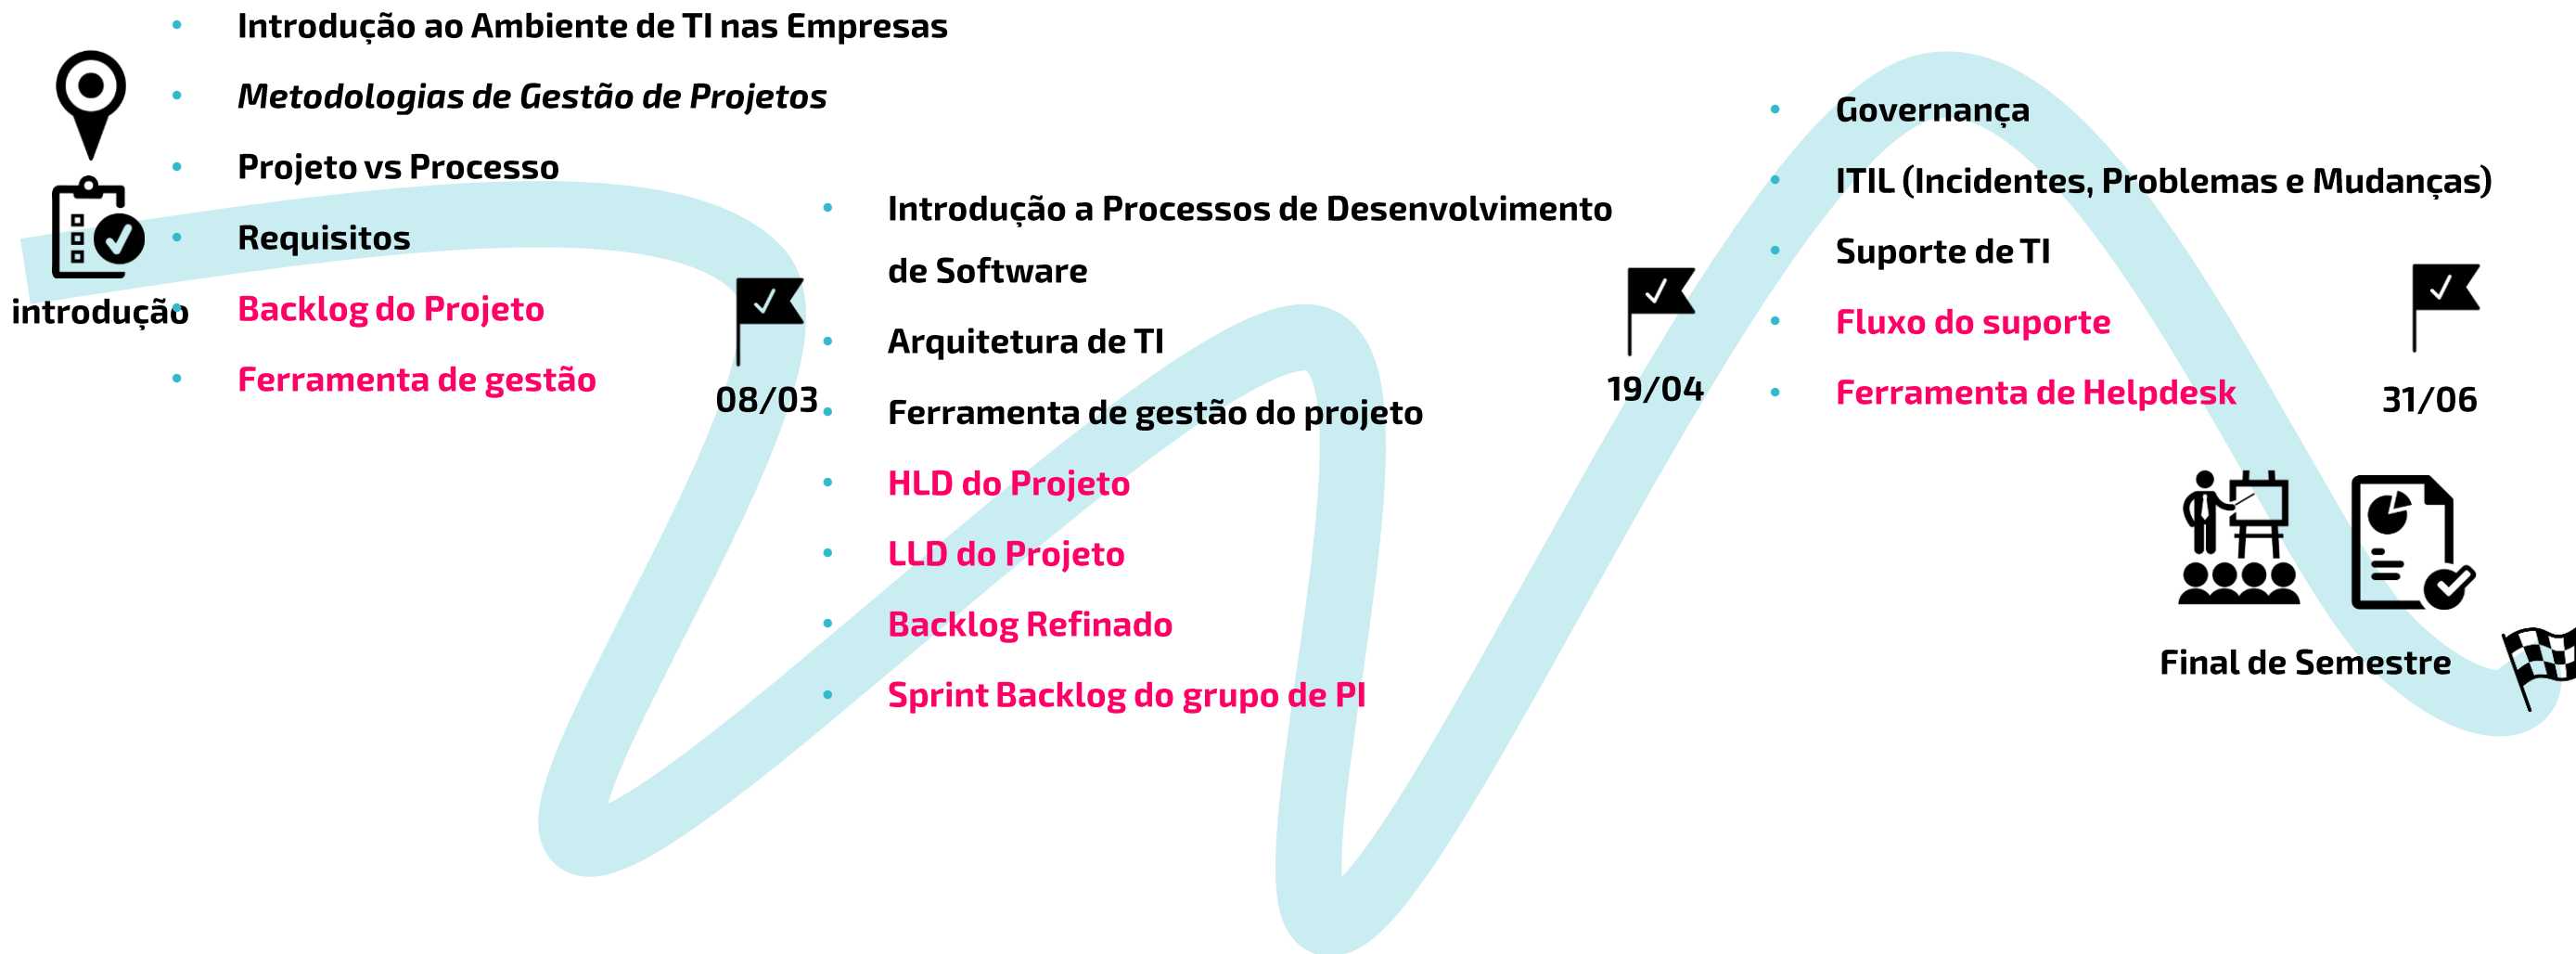 Introdução ao Ambiente de TI nas Empresas
Metodologias de Gestão de Projetos
Projeto vs Processo
Requisitos
Backlog do Projeto
Ferramenta de gestão
introdução
08/03
Introdução a Processos de Desenvolvimento
de Software
Arquitetura de TI
Ferramenta de gestão do projeto
HLD do Projeto
LLD do Projeto
Backlog Refinado
Sprint Backlog do grupo de PI
19/04
Governança
ITIL (Incidentes, Problemas e Mudanças)
Suporte de TI
Fluxo do suporte
Ferramenta de Helpdesk
31/06
Final de Semestre